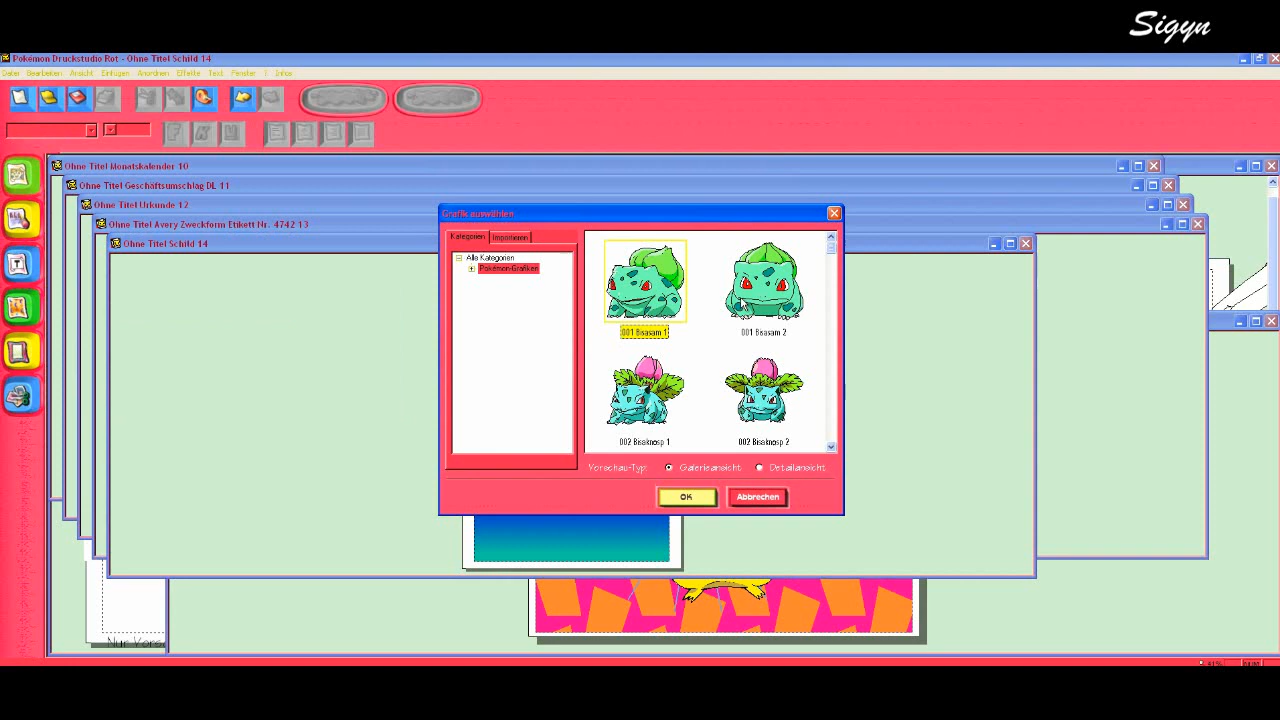 Sigyn
Pokémon Druckstudio Rot - Ohne Titel Schild 14
Datei Bearbeiten Ansicht Einfügen Anordnen Effekte Text Fenster ! Infos
F K U
Ohne Titel Monatskalender 10
Ohne Titel Geschäftsumschlag DL 11
Ohne Titel Urkunde 12
Ohne Titel Avery Zweckform Etikett Nr. 4742 13
Ohne Titel Schild 14
Grafik auswählen
Kategorien Importieren
Alle Kategorien
Pokémon-Grafiken
001 Bisasam 1
001 Bisasam 2
002 Bisaknosp 1
002 Bisaknosp 2
Vorschau-Typ: Galerieansicht Detailansicht
OK Abbrechen
Nur Vors